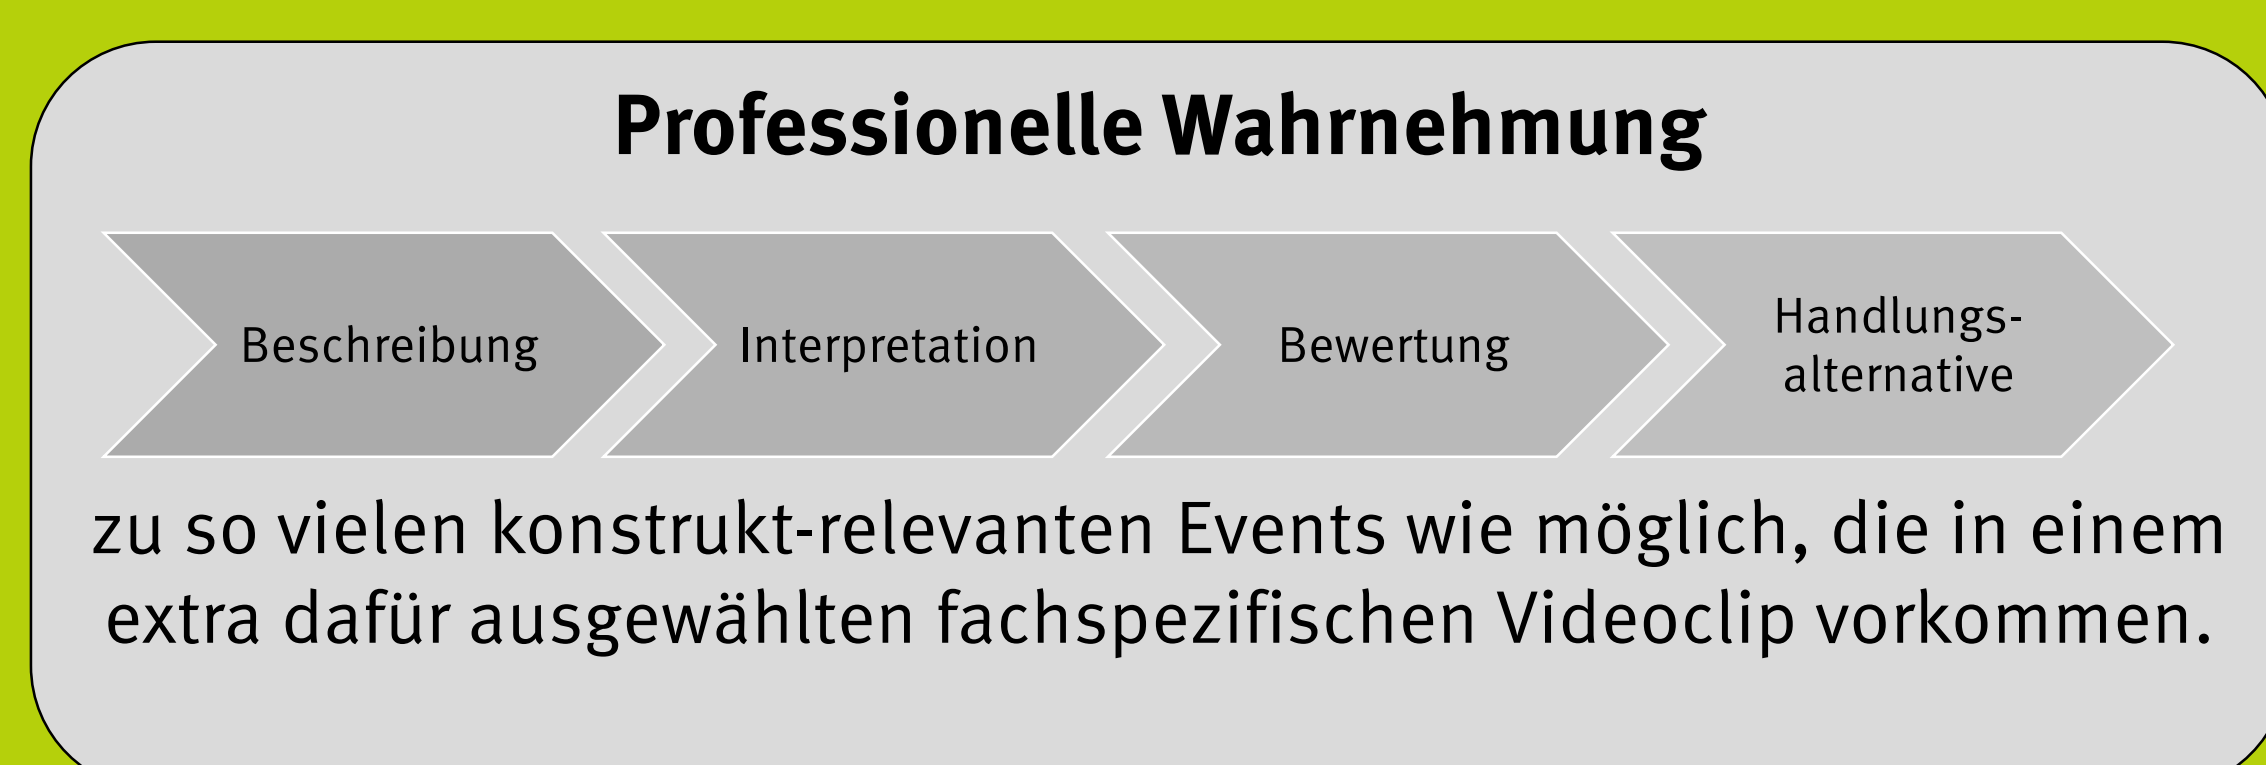 Professionelle Wahrnehmung
Beschreibung
Interpretation
Bewertung
Handlungs-
alternative
zu so vielen konstrukt-relevanten Events wie möglich, die in einem
extra dafür ausgewählten fachspezifischen Videoclip vorkommen.